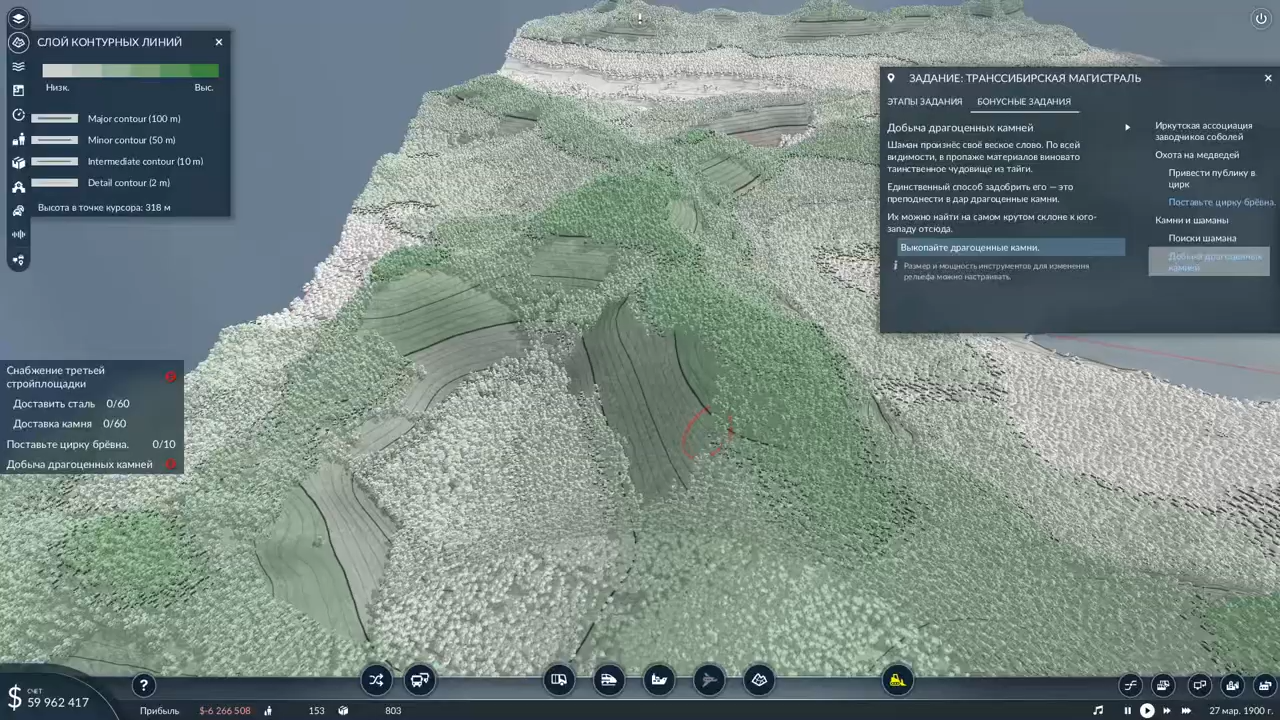 СЛОЙ КОНТУРНЫХ ЛИНИЙ
Низк. Выс.
Major contour (100 m)
Minor contour (50 m)
Intermediate contour (10 m)
Detail contour (2 m)
Высота в точке курсора: 318 м
ЗАДАНИЕ: ТРАНССИБИРСКАЯ МАГИСТРАЛЬ
ЭТАПЫ ЗАДАНИЯ БОНУСНЫЕ ЗАДАНИЯ
Добыча драгоценных камней
Шаман произнёс своё веское слово. По всей
видимости, в пропаже материалов виновато
таинственное чудовище из тайги.
Единственный способ задобрить его — это
преподнести в дар драгоценные камни.
Их можно найти на самом крутом склоне к юго-
западу отсюда.
Выкопайте драгоценные камни.
Размер и мощность инструментов для изменения
рельефа можно настраивать.
Иркутская ассоциация
заводчиков соболей
Охота на медведей
Привести публику в
цирк
Поставьте цирку брёвна.
Камни и шаманы
Поиски шамана
Добыча драгоценных
камней
Снабжение третьей
стройплощадки
Доставить сталь 0/60
Доставка камня 0/60
Поставьте цирку брёвна. 0/10
Добыча драгоценных камней
$ СЧЕТ
59 962 417
?
Прибыль $-6 266 508 153 803
27 мар. 1900 г.